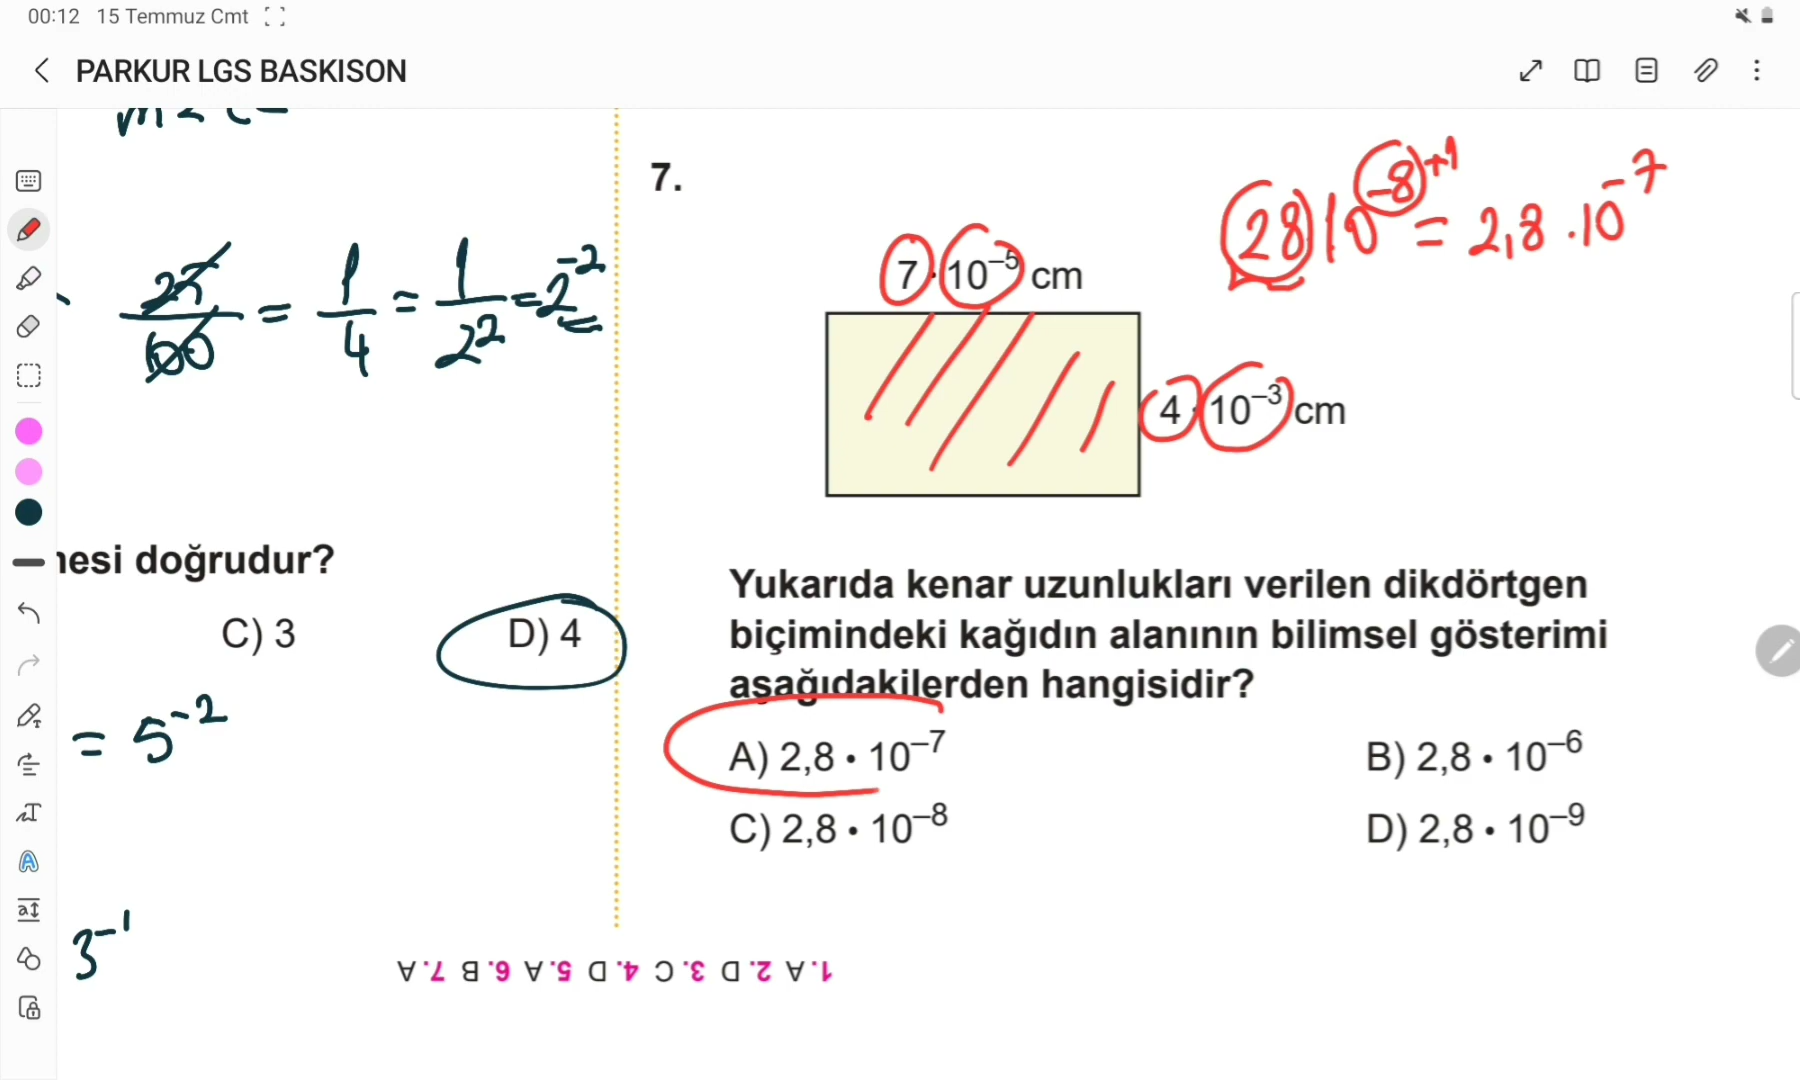 00:12 15 Temmuz Cmt
PARKUR LGS BASKISON
25/100 = 1/4 = 1/2² = 2⁻²
nesi doğrudur?
C) 3
D) 4
= 5⁻²
3⁻¹
7.
28 10⁻⁸⁺¹ = 2,8 . 10⁻⁷
7 · 10⁻⁵ cm
4 · 10⁻³ cm
Yukarıda kenar uzunlukları verilen dikdörtgen
biçimindeki kağıdın alanının bilimsel gösterimi
aşağıdakilerden hangisidir?
A) 2,8 • 10⁻⁷
B) 2,8 • 10⁻⁶
C) 2,8 • 10⁻⁸
D) 2,8 • 10⁻⁹
1. A 2. D 3. C 4. D 5. A 6. B 7. A